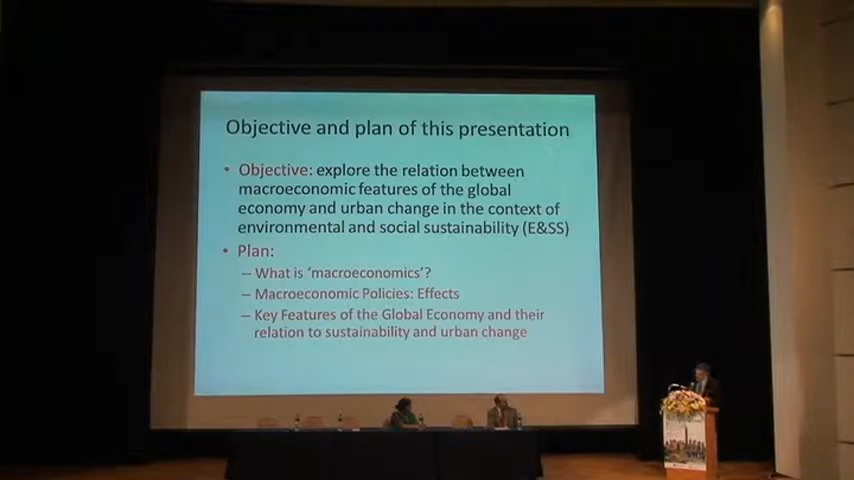 Objective and plan of this presentation
• Objective: explore the relation between
macroeconomic features of the global
economy and urban change in the context of
environmental and social sustainability (E&SS)
• Plan:
– What is ‘macroeconomics’?
– Macroeconomic Policies: Effects
– Key Features of the Global Economy and their
relation to sustainability and urban change